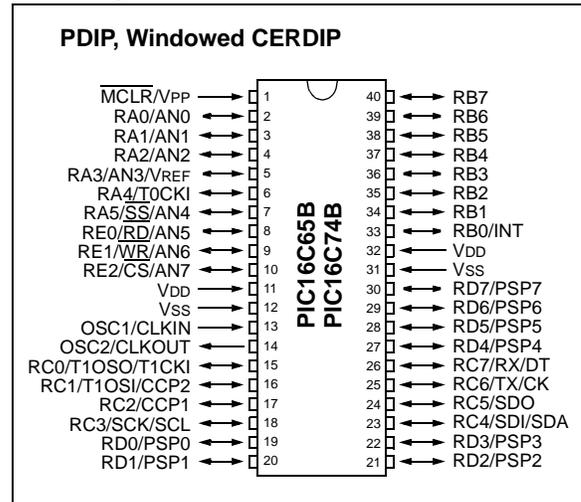 PDIP, Windowed CERDIP
MCLR/VPP 1 40 RB7
RA0/AN0 2 39 RB6
RA1/AN1 3 38 RB5
RA2/AN2 4 37 RB4
RA3/AN3/VREF 5 36 RB3
RA4/T0CKI 6 35 RB2
RA5/SS/AN4 7 34 RB1
RE0/RD/AN5 8 33 RB0/INT
RE1/WR/AN6 9 32 VDD
RE2/CS/AN7 10 31 VSS
VDD 11 30 RD7/PSP7
VSS 12 29 RD6/PSP6
OSC1/CLKIN 13 28 RD5/PSP5
OSC2/CLKOUT 14 27 RD4/PSP4
RC0/T1OSO/T1CKI 15 26 RC7/RX/DT
RC1/T1OSI/CCP2 16 25 RC6/TX/CK
RC2/CCP1 17 24 RC5/SDO
RC3/SCK/SCL 18 23 RC4/SDI/SDA
RD0/PSP0 19 22 RD3/PSP3
RD1/PSP1 20 21 RD2/PSP2
PIC16C65B
PIC16C74B